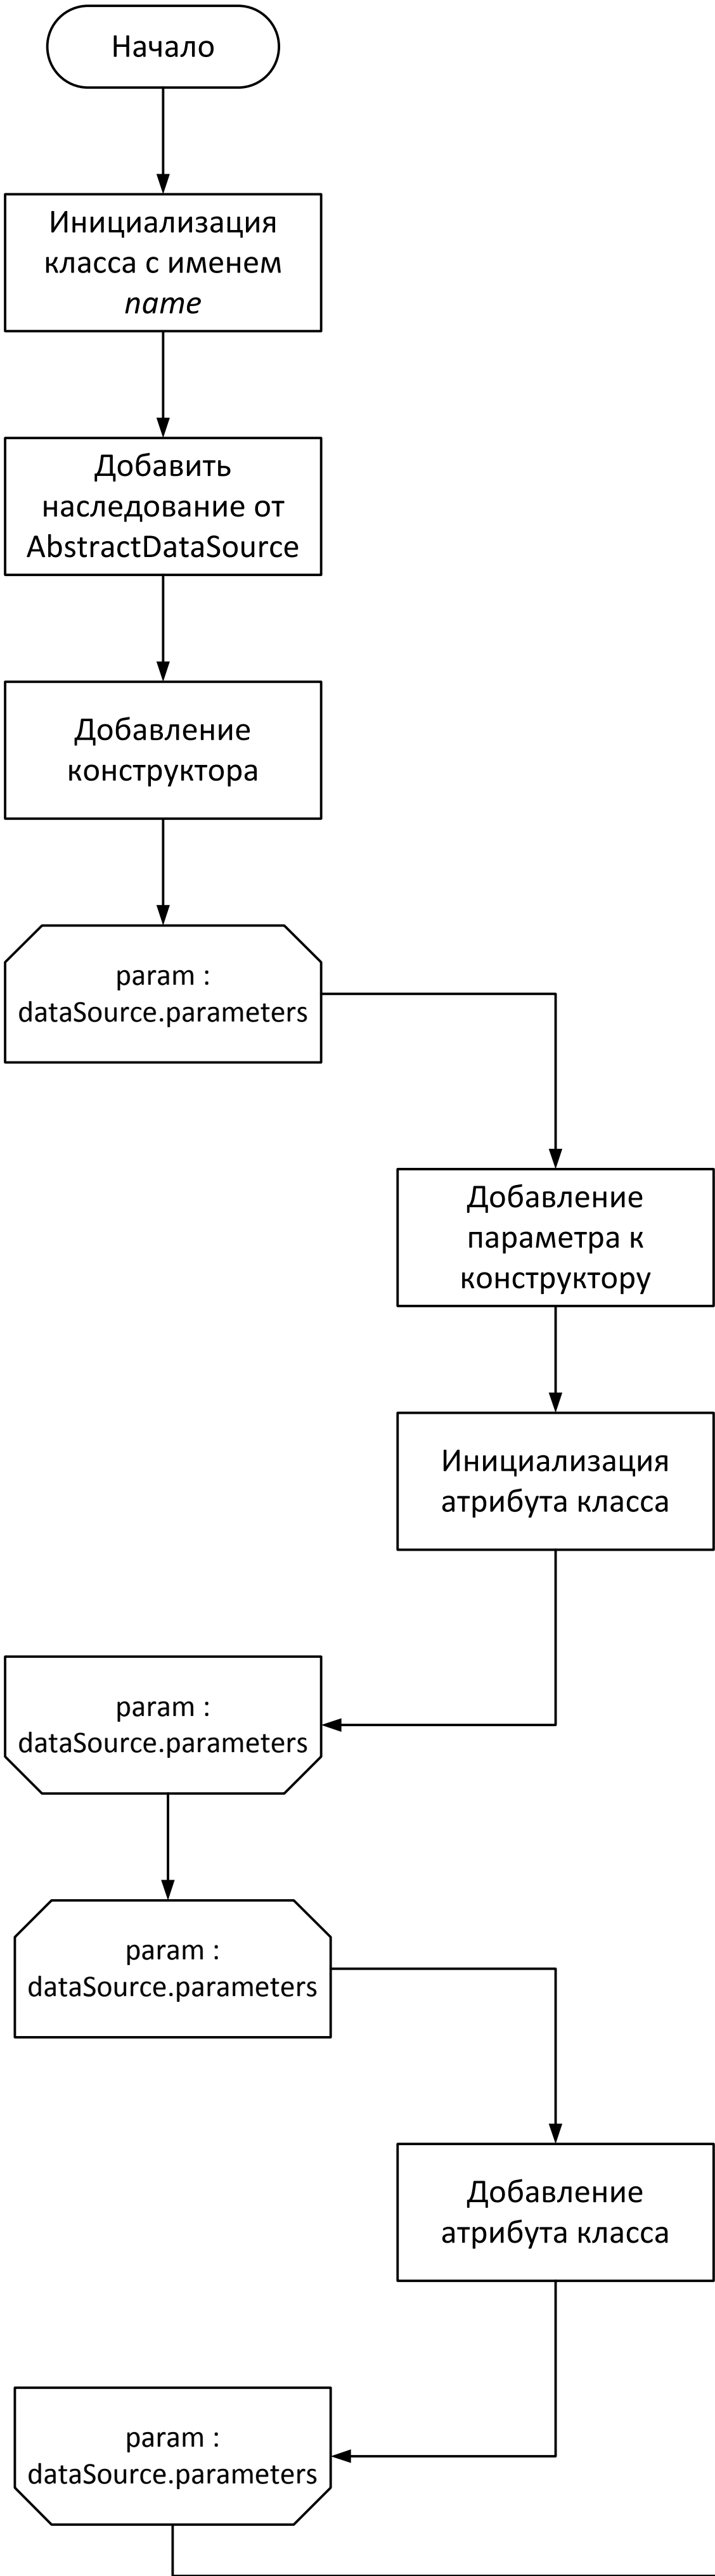 Начало
Инициализация
класса с именем
name
Добавить
наследование от
AbstractDataSource
Добавление
конструктора
param :
dataSource.parameters
Добавление
параметра к
конструктору
Инициализация
атрибута класса
param :
dataSource.parameters
param :
dataSource.parameters
Добавление
атрибута класса
param :
dataSource.parameters